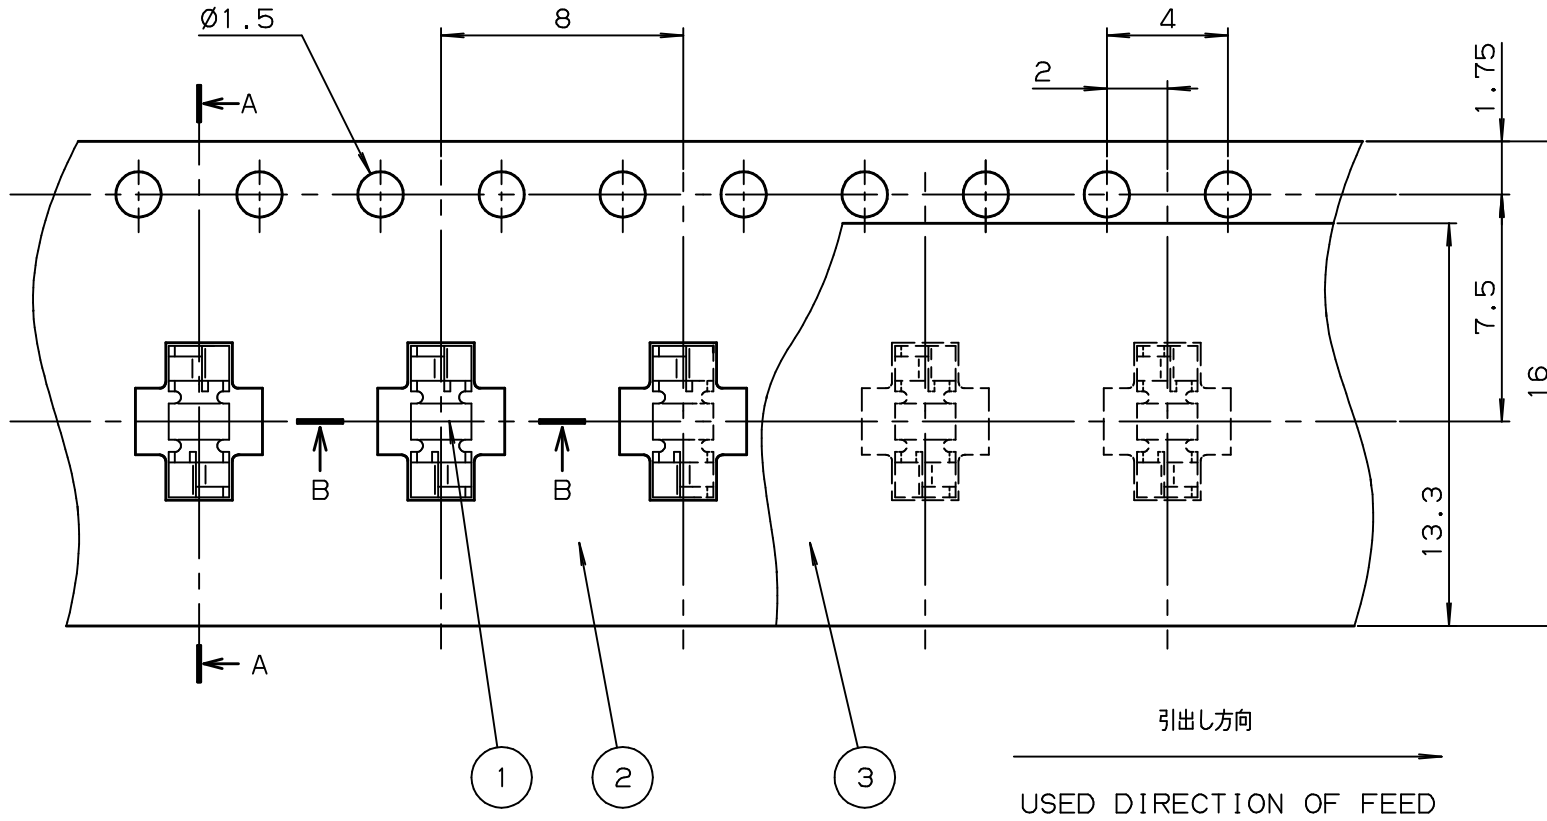 Ø1.5
8
4
2
1.75
A
7.5
16
13.3
B
B
A
1
2
3
引出し方向
USED DIRECTION OF FEED